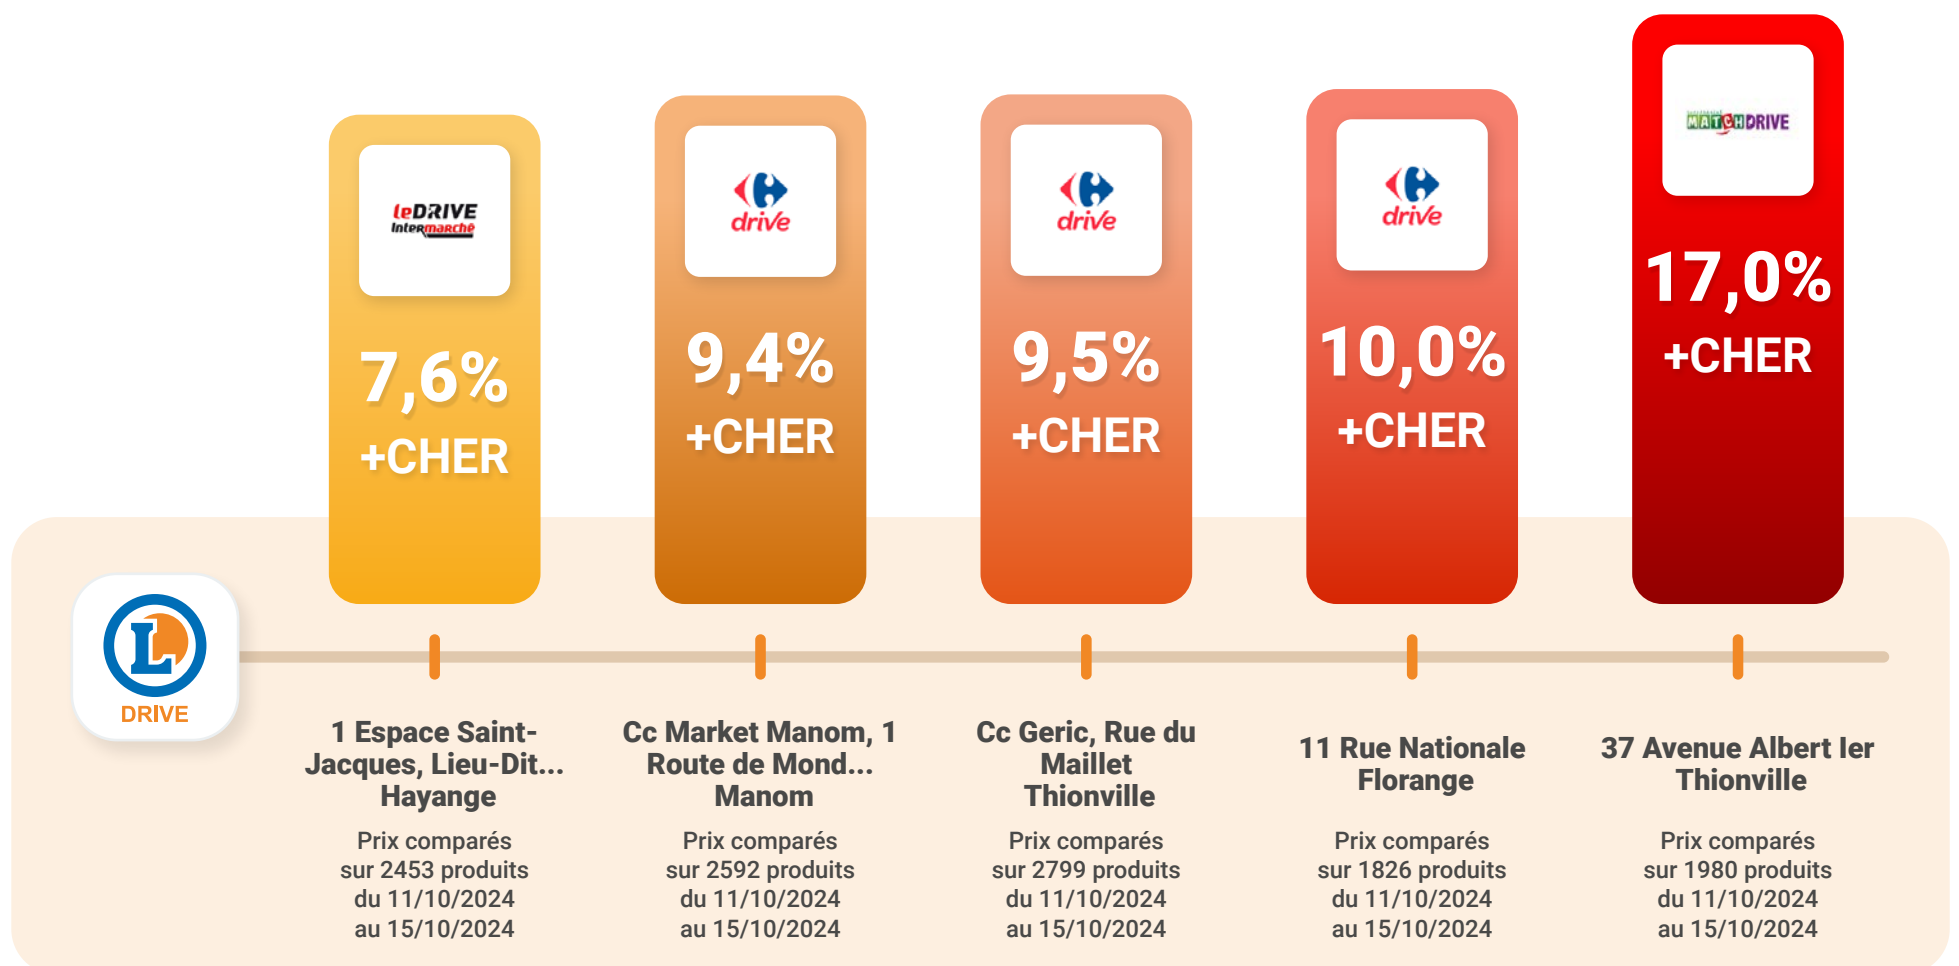 leDRIVE
Intermarché
7,6%
+CHER
drive
9,4%
+CHER
drive
9,5%
+CHER
drive
10,0%
+CHER
MATCH DRIVE
17,0%
+CHER
L
DRIVE
1 Espace Saint-
Jacques, Lieu-Dit...
Hayange
Prix comparés
sur 2453 produits
du 11/10/2024
au 15/10/2024
Cc Market Manom, 1
Route de Mond...
Manom
Prix comparés
sur 2592 produits
du 11/10/2024
au 15/10/2024
Cc Geric, Rue du
Maillet
Thionville
Prix comparés
sur 2799 produits
du 11/10/2024
au 15/10/2024
11 Rue Nationale
Florange
Prix comparés
sur 1826 produits
du 11/10/2024
au 15/10/2024
37 Avenue Albert Ier
Thionville
Prix comparés
sur 1980 produits
du 11/10/2024
au 15/10/2024